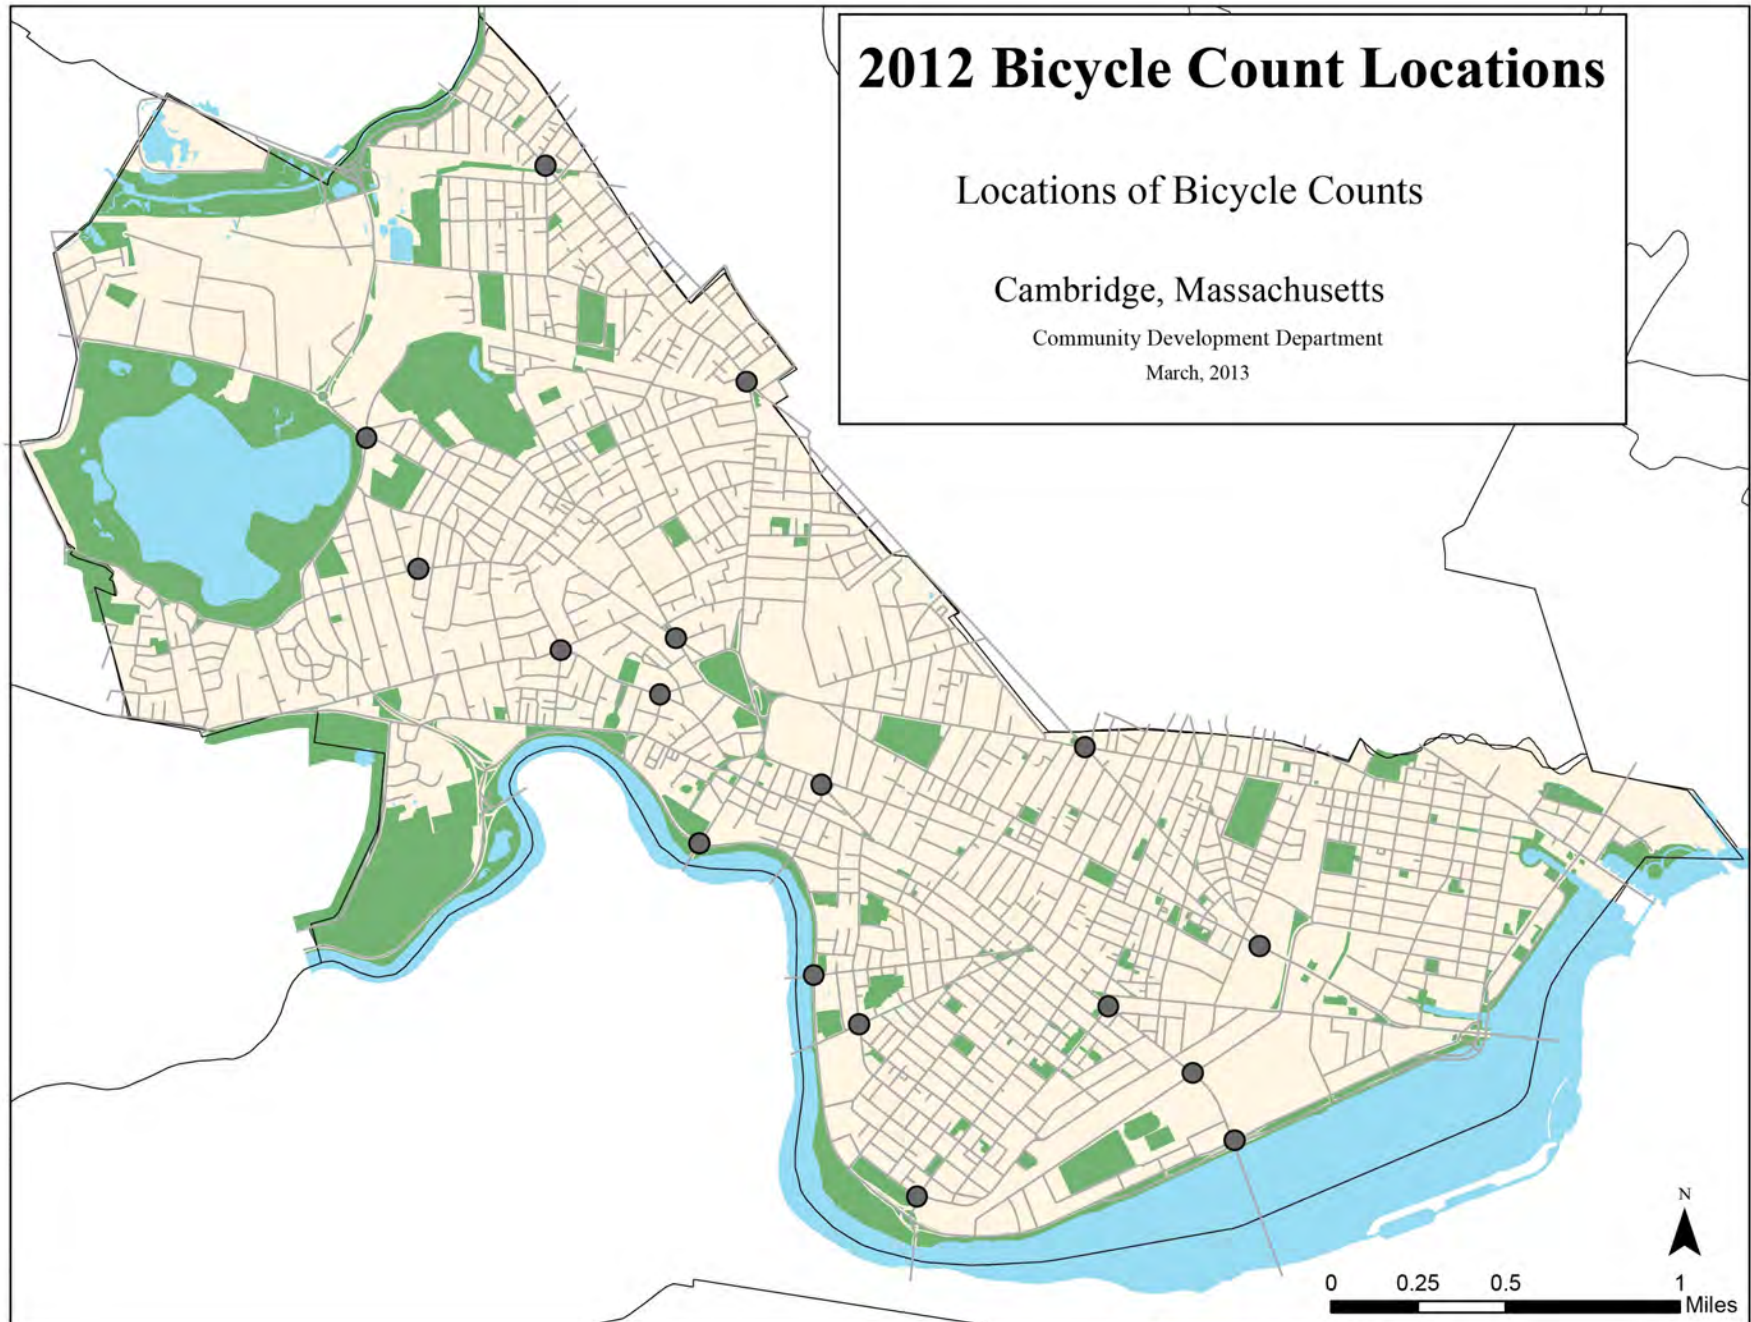 2012 Bicycle Count Locations
Locations of Bicycle Counts
Cambridge, Massachusetts
Community Development Department
March, 2013
N
0 0.25 0.5 1
Miles